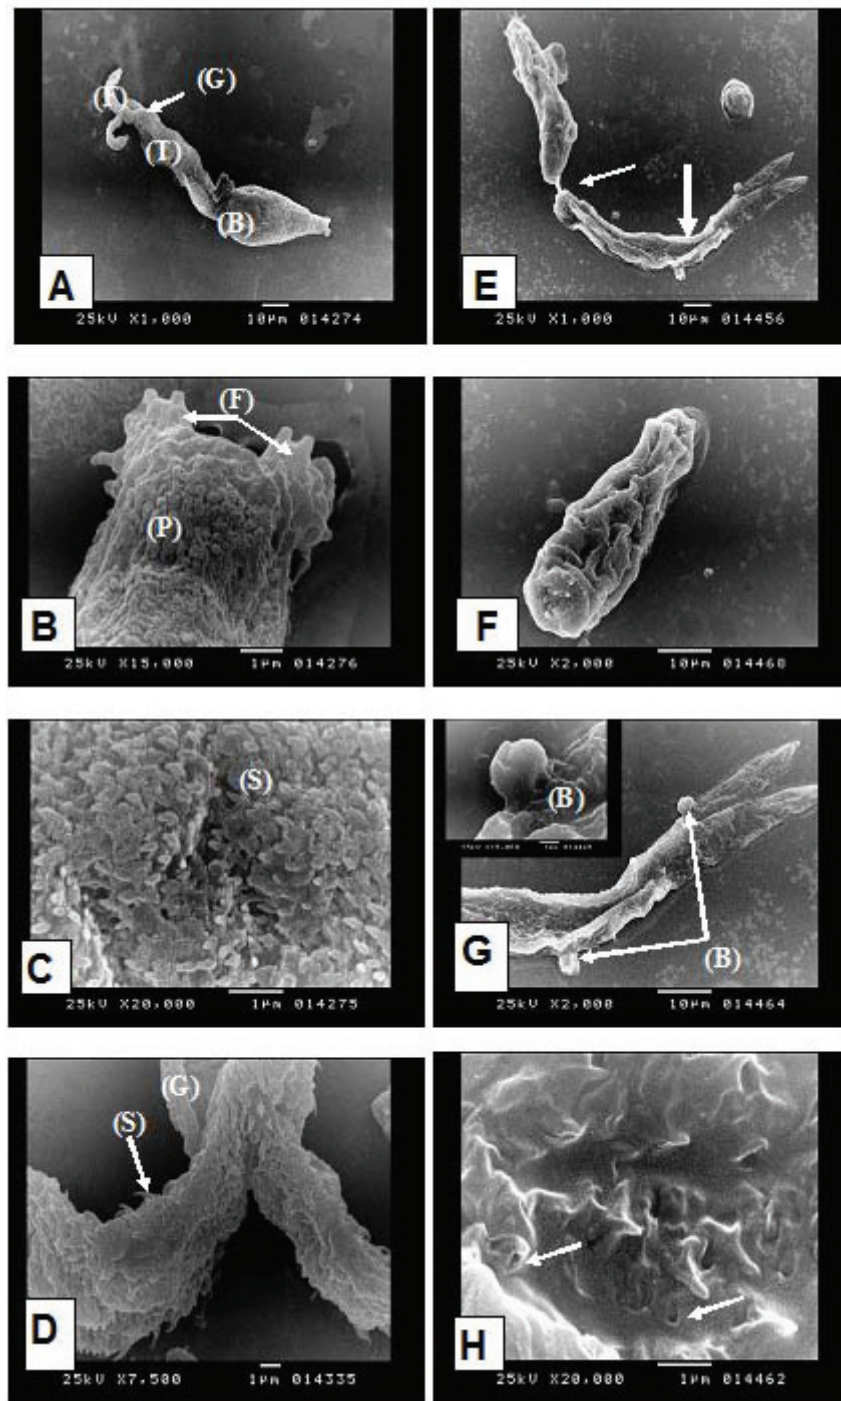 (F)
(G)
(T)
(B)
A
25kV X1,000 10µm 014274
(F)
(P)
B
25kV X15,000 1µm 014276
(S)
C
25kV X20,000 1µm 014275
(G)
(S)
D
25kV X7,500 1µm 014335
E
25kV X1,000 10µm 014456
F
25kV X2,000 10µm 014460
(B)
G
(B)
25kV X2,000 10µm 014464
H
25kV X20,000 1µm 014462